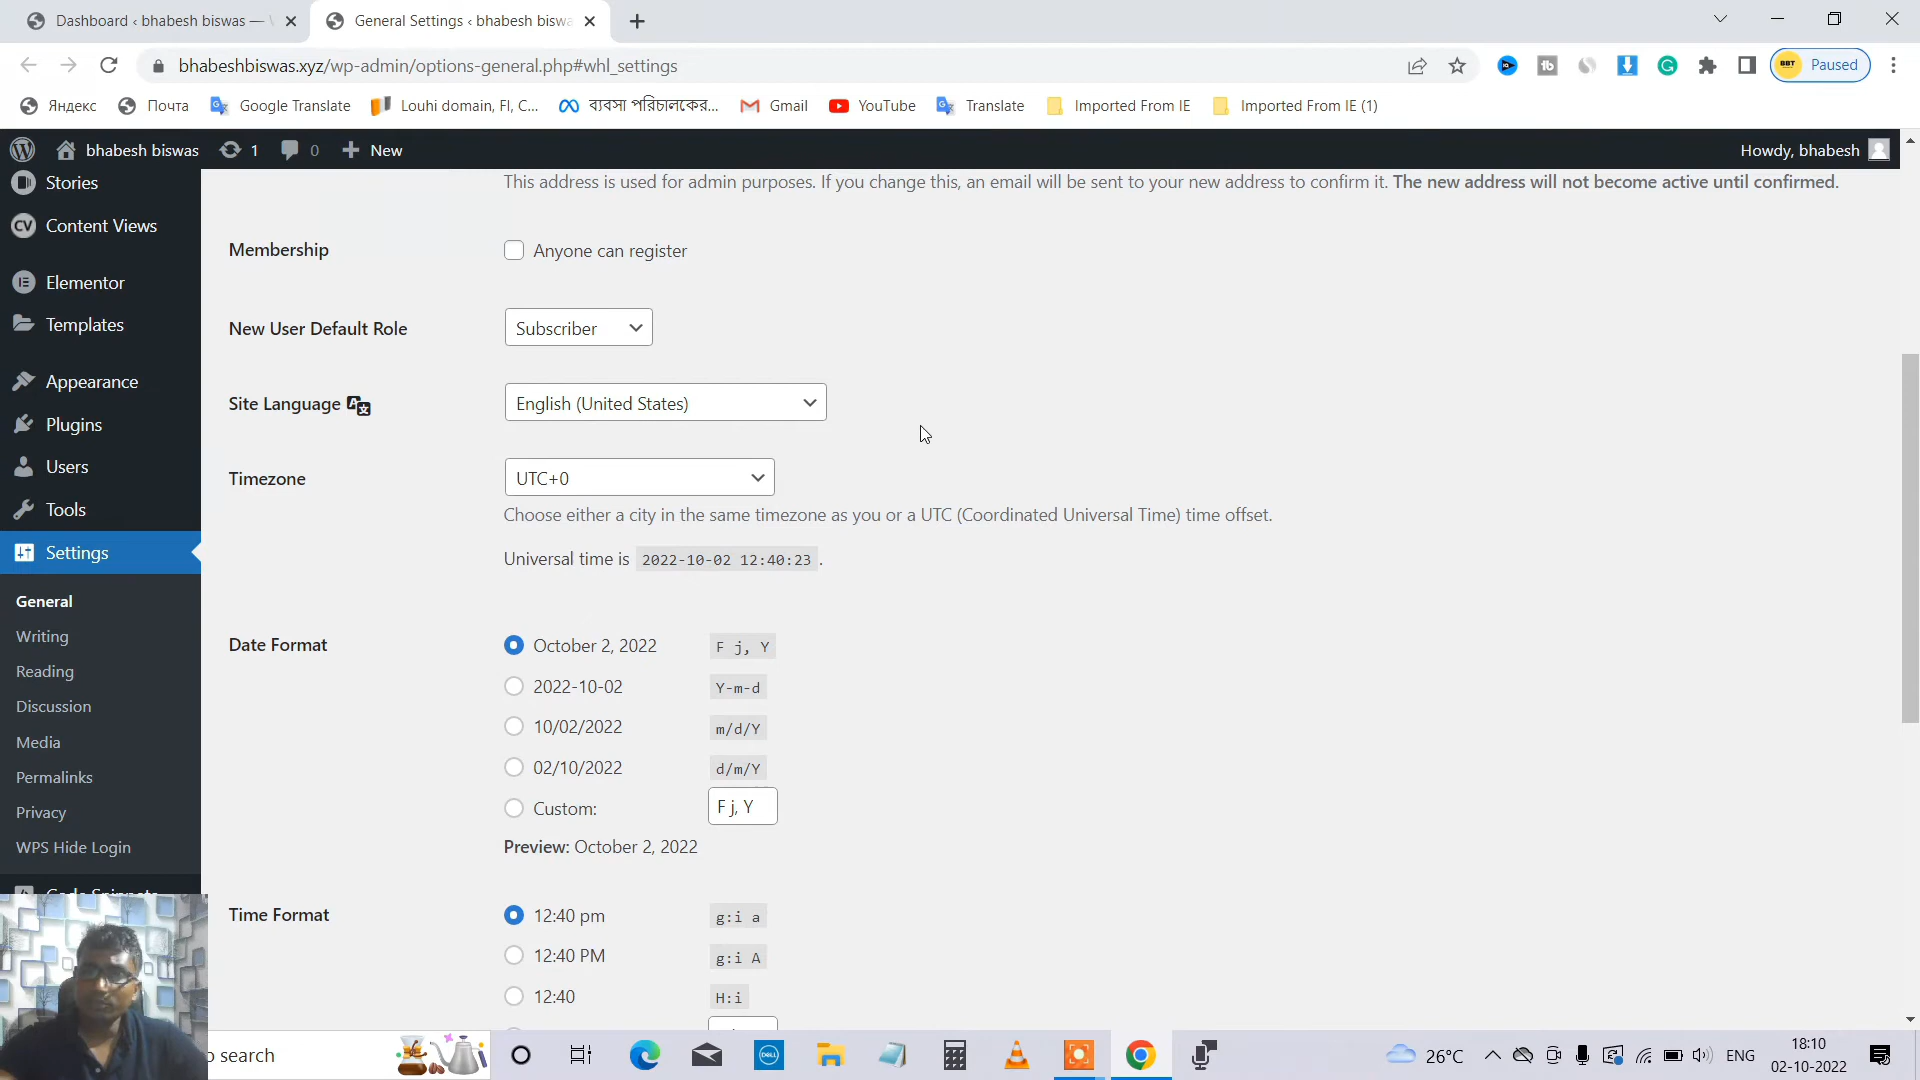 Dashboard ‹ bhabesh biswas —
General Settings ‹ bhabesh bisw
bhabeshbiswas.xyz/wp-admin/options-general.php#whl_settings
BBT Paused
Яндекс Почта Google Translate Louhi domain, FI, C... ব্যবসা পরিচালকের... Gmail YouTube Translate Imported From IE Imported From IE (1)
bhabesh biswas 1 0 New Howdy, bhabesh
Stories
Content Views
Elementor
Templates
Appearance
Plugins
Users
Tools
Settings
General
Writing
Reading
Discussion
Media
Permalinks
Privacy
WPS Hide Login
This address is used for admin purposes. If you change this, an email will be sent to your new address to confirm it. The new address will not become active until confirmed.
Membership Anyone can register
New User Default Role Subscriber
Site Language English (United States)
Timezone UTC+0
Choose either a city in the same timezone as you or a UTC (Coordinated Universal Time) time offset.
Universal time is 2022-10-02 12:40:23 .
Date Format October 2, 2022 F j, Y
2022-10-02 Y-m-d
10/02/2022 m/d/Y
02/10/2022 d/m/Y
Custom: F j, Y
Preview: October 2, 2022
Time Format 12:40 pm g:i a
12:40 PM g:i A
12:40 H:i
search
DELL
26°C ENG 18:10
02-10-2022